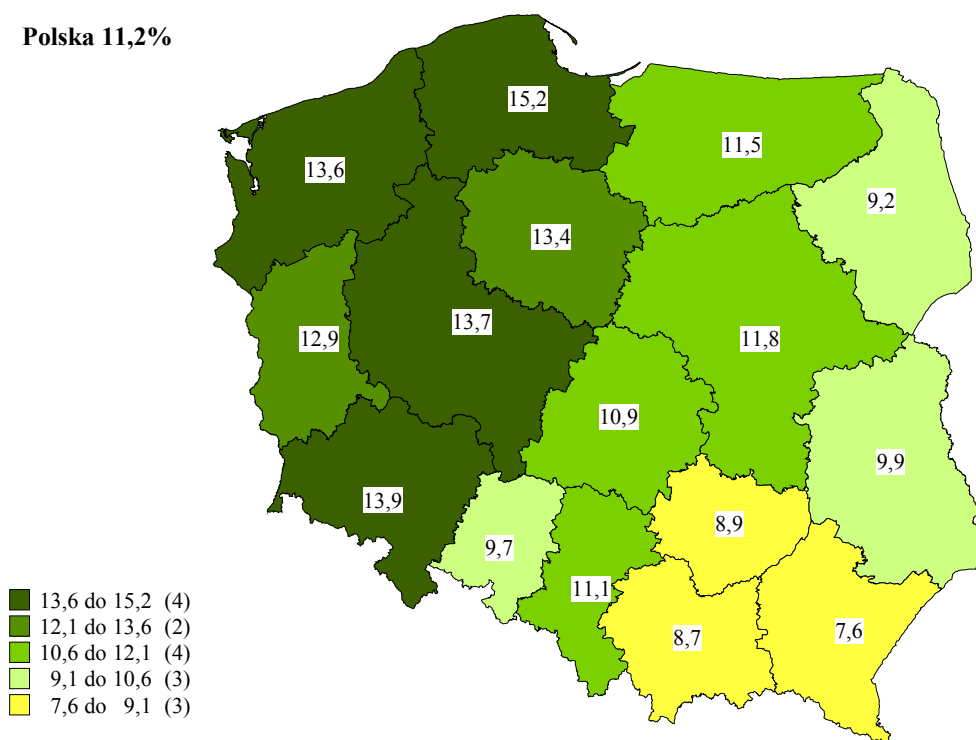 Polska 11,2%
15,2
11,5
13,6
9,2
13,4
13,7
11,8
12,9
10,9
9,9
13,9
8,9
9,7
11,1
7,6
8,7
13,6 do 15,2 (4)
12,1 do 13,6 (2)
10,6 do 12,1 (4)
9,1 do 10,6 (3)
7,6 do 9,1 (3)